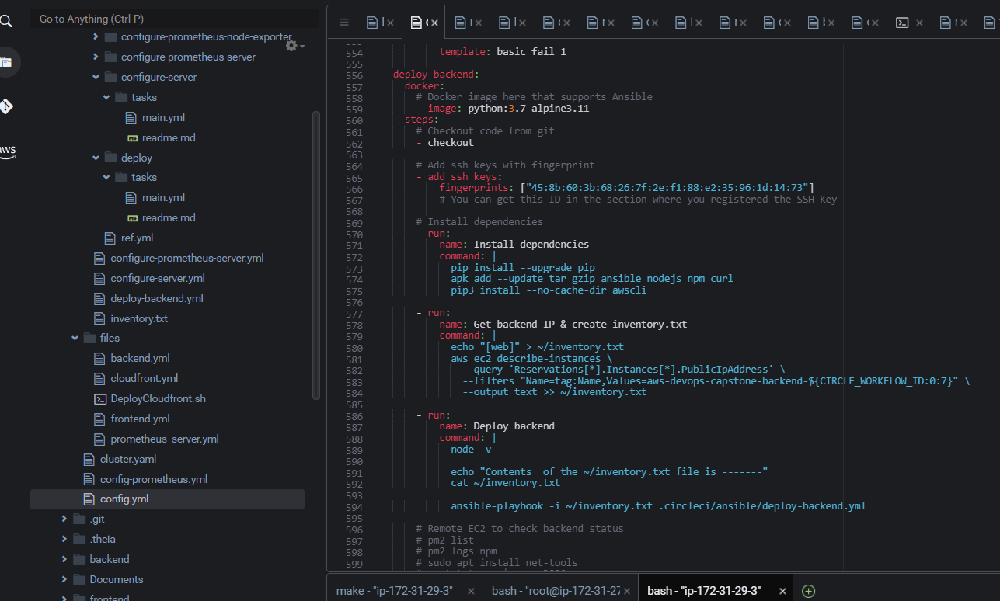 Go to Anything (Ctrl-P)
configure-prometheus-node-exporter
configure-prometheus-server
configure-server
tasks
main.yml
readme.md
deploy
tasks
main.yml
readme.md
ref.yml
configure-prometheus-server.yml
configure-server.yml
deploy-backend.yml
inventory.txt
files
backend.yml
cloudfront.yml
DeployCloudfront.sh
frontend.yml
prometheus_server.yml
cluster.yaml
config-prometheus.yml
config.yml
.git
.theia
backend
Documents
frontend
aws
554 template: basic_fail_1
555
556 deploy-backend:
557 docker:
558 # Docker image here that supports Ansible
559 - image: python:3.7-alpine3.11
560 steps:
561 # Checkout code from git
562 - checkout
563
564 # Add ssh keys with fingerprint
565 - add_ssh_keys:
566 fingerprints: ["45:8b:60:3b:68:26:7f:2e:f1:88:e2:35:96:1d:14:73"]
567 # You can get this ID in the section where you registered the SSH Key
568
569 # Install dependencies
570 - run:
571 name: Install dependencies
572 command: |
573 pip install --upgrade pip
574 apk add --update tar gzip ansible nodejs npm curl
575 pip3 install --no-cache-dir awscli
576
577 - run:
578 name: Get backend IP & create inventory.txt
579 command: |
580 echo "[web]" > ~/inventory.txt
581 aws ec2 describe-instances \
582 --query 'Reservations[*].Instances[*].PublicIpAddress' \
583 --filters "Name=tag:Name,Values=aws-devops-capstone-backend-${CIRCLE_WORKFLOW_ID:0:7}" \
584 --output text >> ~/inventory.txt
585
586 - run:
587 name: Deploy backend
588 command: |
589 node -v
590
591 echo "Contents  of the ~/inventory.txt file is -------"
592 cat ~/inventory.txt
593
594 ansible-playbook -i ~/inventory.txt .circleci/ansible/deploy-backend.yml
595
596 # Remote EC2 to check backend status
597 # pm2 list
598 # pm2 logs npm
599 # sudo apt install net-tools
make - "ip-172-31-29-3"
bash - "root@ip-172-31-27
bash - "ip-172-31-29-3"